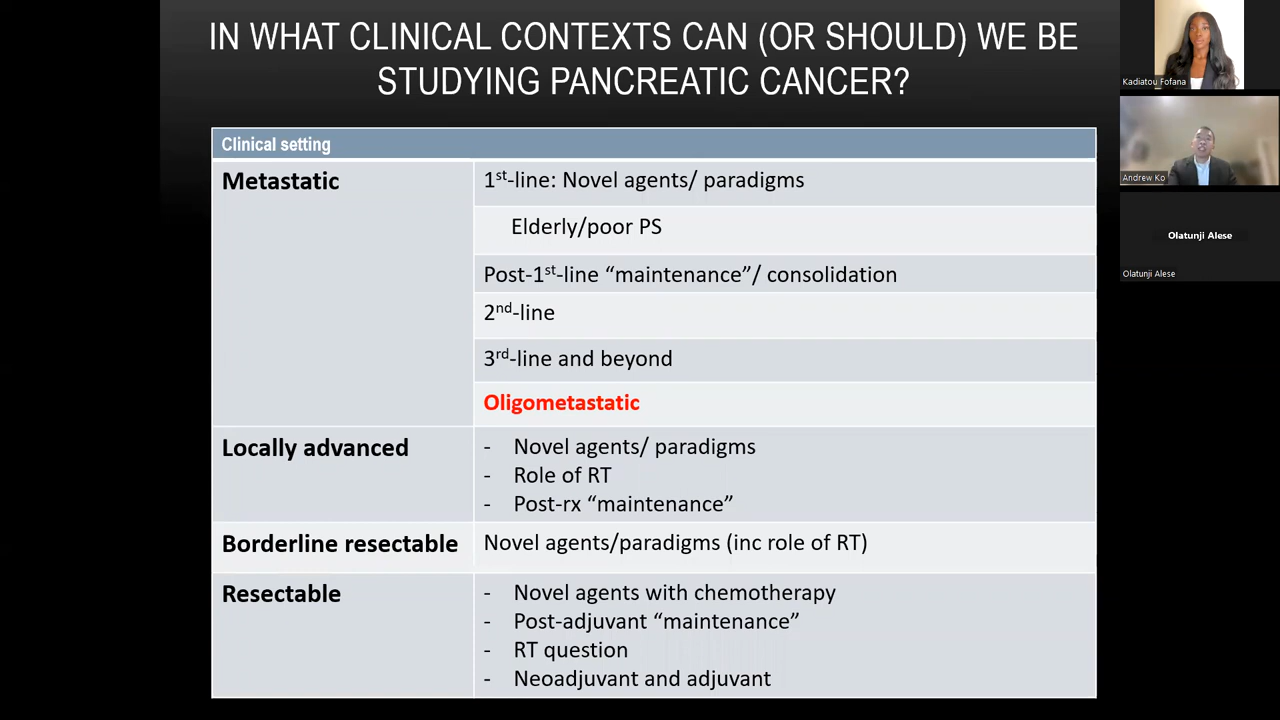 IN WHAT CLINICAL CONTEXTS CAN (OR SHOULD) WE BE
STUDYING PANCREATIC CANCER?
Clinical setting
Metastatic
1st-line: Novel agents/ paradigms
Elderly/poor PS
Post-1st-line “maintenance”/ consolidation
2nd-line
3rd-line and beyond
Oligometastatic
Locally advanced
- Novel agents/ paradigms
- Role of RT
- Post-rx “maintenance”
Borderline resectable
Novel agents/paradigms (inc role of RT)
Resectable
- Novel agents with chemotherapy
- Post-adjuvant “maintenance”
- RT question
- Neoadjuvant and adjuvant
Kadiatou Fofana
Andrew Ko
Olatunji Alese
Olatunji Alese